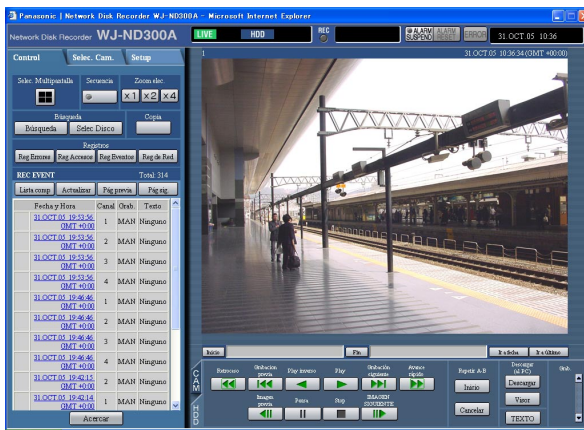 Panasonic | Network Disk Recorder WJ-ND300A - Microsoft Internet Explorer
Network Disk Recorder WJ-ND300A
LIVE HDD REC ALARM SUSPEND ALARM RESET ERROR 31.OCT.05 10:36
Control Selec. Cam. Setup
1 31.OCT.05 10:36:34 (GMT +00:00)
Selec. Multipantalla Secuencia Zoom elec.
x1 x2 x4
Búsqueda Copia
Búsqueda Selec Disco
Registros
Reg Errores Reg Accesos Reg Eventos Reg de Red
REC EVENT Total: 314
Lista comp Actualizar Pág previa Pág sig.
Fecha y Hora Canal Grab. Texto
31.OCT.05 19:53:56 GMT +0:00 1 MAN Ninguno
31.OCT.05 19:53:56 GMT +0:00 2 MAN Ninguno
31.OCT.05 19:53:56 GMT +0:00 3 MAN Ninguno
31.OCT.05 19:53:56 GMT +0:00 4 MAN Ninguno
31.OCT.05 19:46:46 GMT +0:00 1 MAN Ninguno
31.OCT.05 19:46:46 GMT +0:00 2 MAN Ninguno
31.OCT.05 19:46:46 GMT +0:00 3 MAN Ninguno
31.OCT.05 19:46:46 GMT +0:00 4 MAN Ninguno
31.OCT.05 19:42:15 GMT +0:00 2 MAN Ninguno
31.OCT.05 19:42:14 GMT +0:00 1 MAN Ninguno
Acercar
Inicio Fin Ir a fecha Ir a último
CAM
HDD
Retroceso Grabacion previa Play inverso Play Grabación siguiente Avance rápido
Imagen previa Pausa Stop IMAGEN SIGUIENTE
Repetir A-B
Inicio
Cancelar
Descargar (al PC)
Descargar
Visor
TEXTO
Grab.